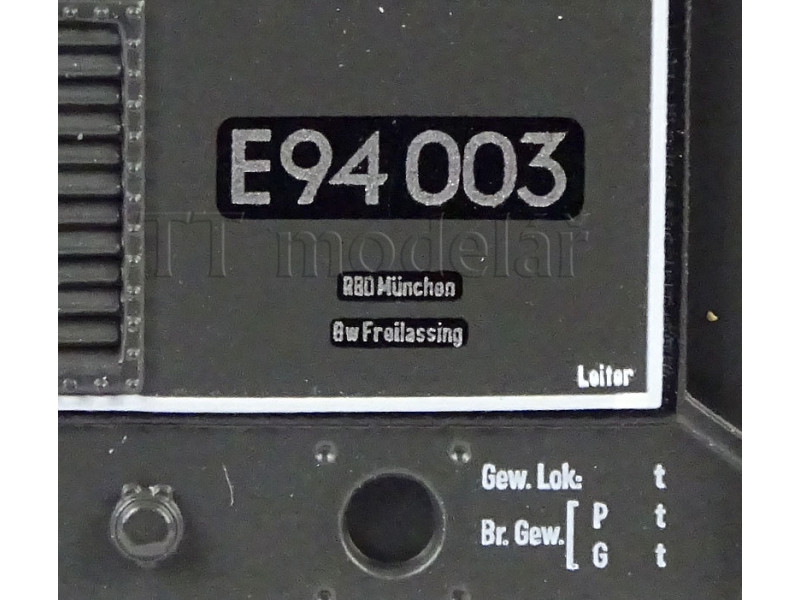 E94 003
TT modelář
RBD München
Bw Freilassing
Leiter
Gew. Lok: t
Br. Gew. [ P t
G t